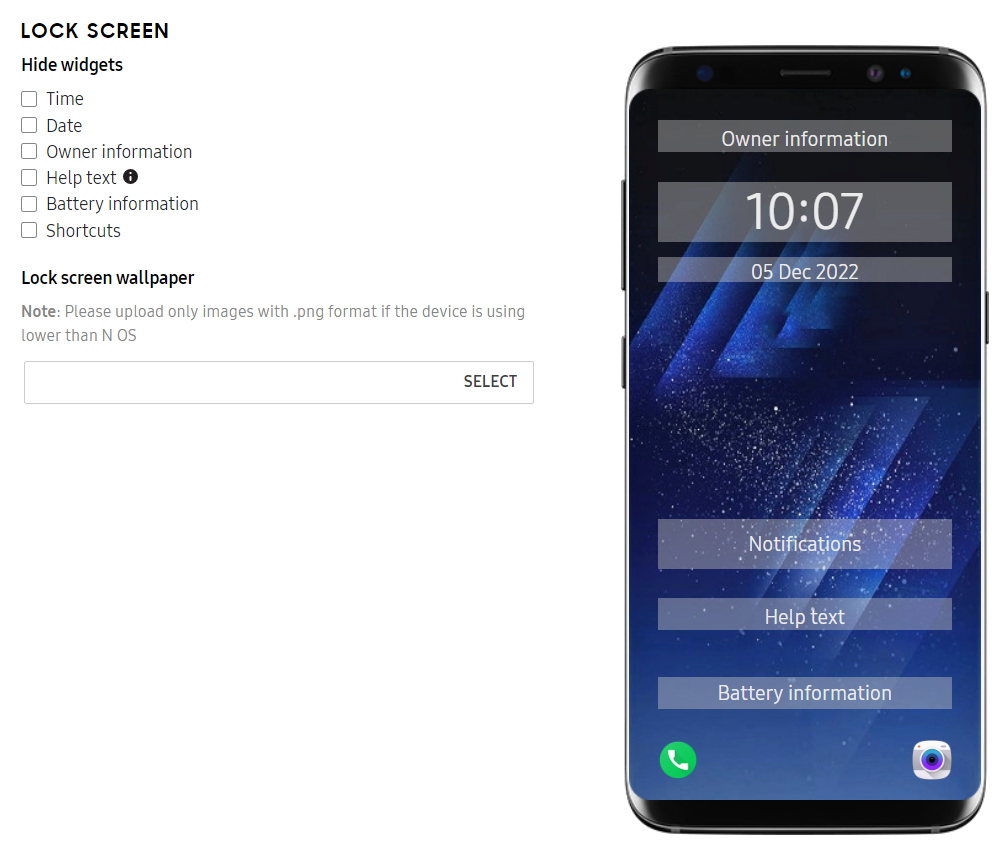 LOCK SCREEN
Hide widgets
Time
Date
Owner information
Help text
Battery information
Shortcuts
Lock screen wallpaper
Note: Please upload only images with .png format if the device is using
lower than N OS
SELECT
Owner information
10:07
05 Dec 2022
Notifications
Help text
Battery information